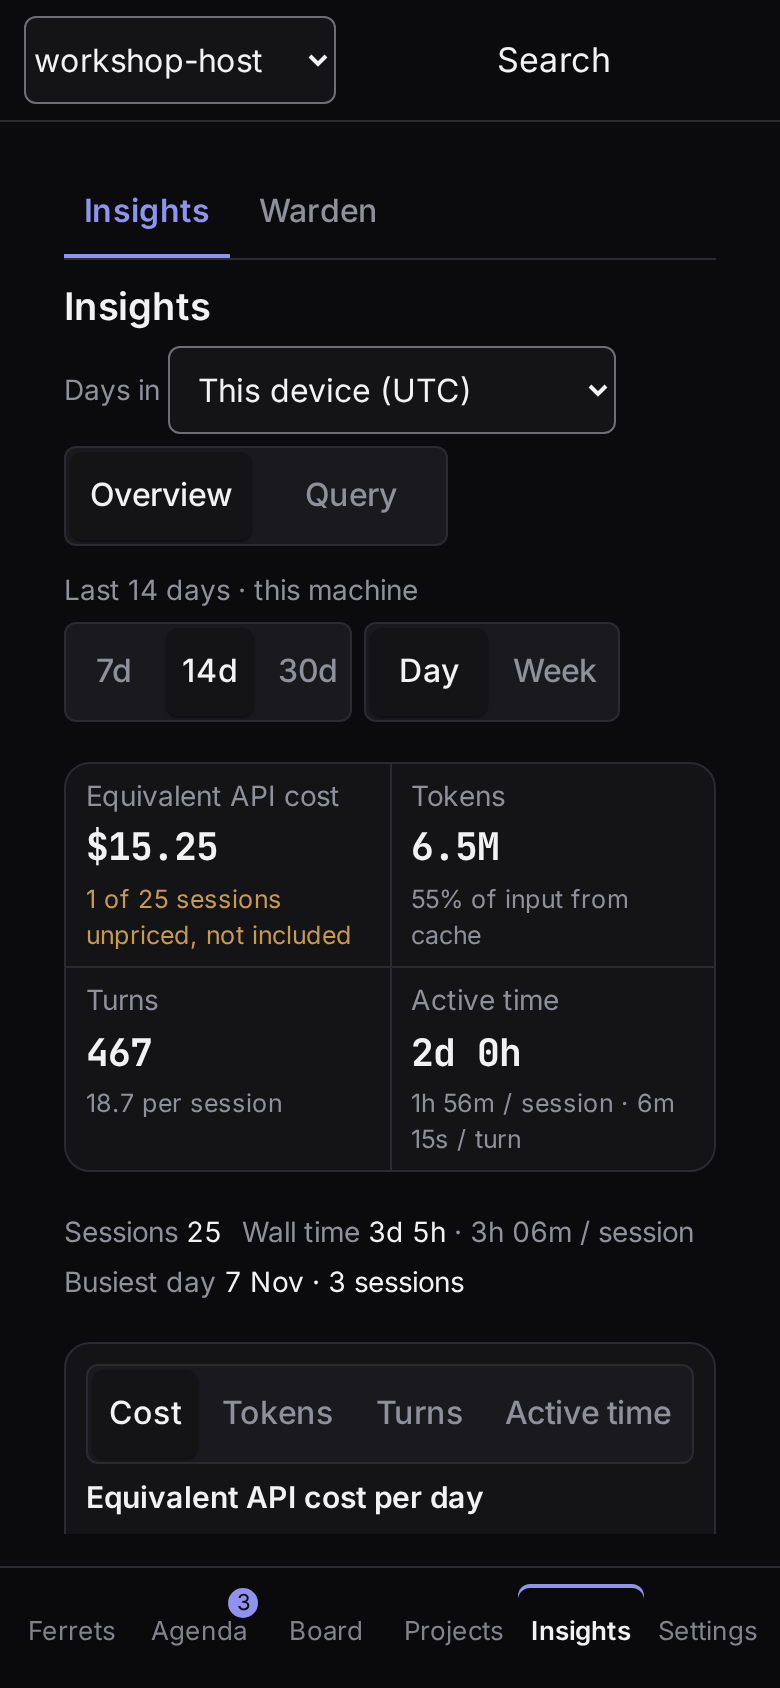 workshop-host Search
Insights Warden
Insights
Days in This device (UTC)
Overview Query
Last 14 days · this machine
7d 14d 30d Day Week
Equivalent API cost
$15.25
1 of 25 sessions
unpriced, not included
Tokens
6.5M
55% of input from
cache
Turns
467
18.7 per session
Active time
2d 0h
1h 56m / session · 6m
15s / turn
Sessions 25 Wall time 3d 5h · 3h 06m / session
Busiest day 7 Nov · 3 sessions
Cost Tokens Turns Active time
Equivalent API cost per day
3
Ferrets Agenda Board Projects Insights Settings